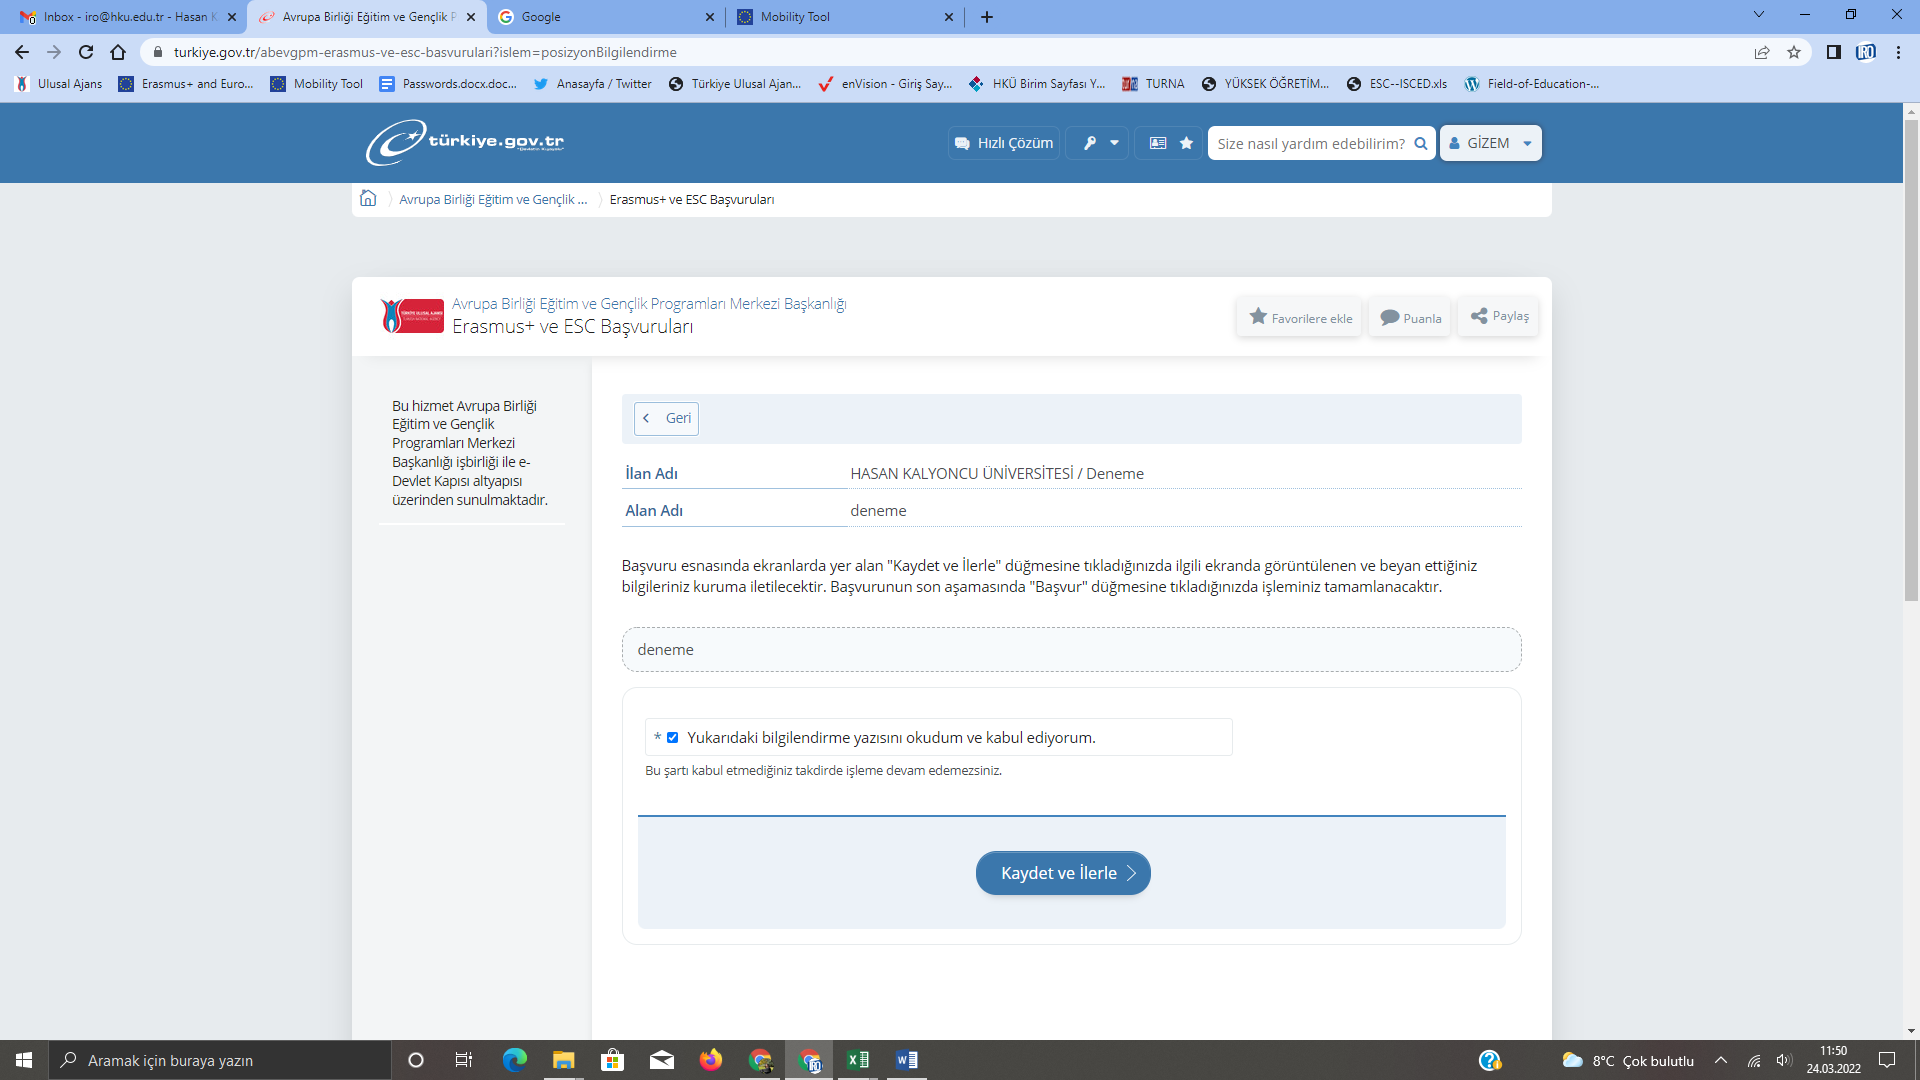 Inbox - iro@hku.edu.tr - Hasan K
Avrupa Birliği Eğitim ve Gençlik P
Google
Mobility Tool
turkiye.gov.tr/abevgpm-erasmus-ve-esc-basvurulari?islem=posizyonBilgilendirme
Ulusal Ajans
Erasmus+ and Euro...
Mobility Tool
Passwords.docx.doc...
Anasayfa / Twitter
Türkiye Ulusal Ajan...
enVision - Giriş Say...
HKÜ Birim Sayfası Y...
TURNA
YÜKSEK ÖĞRETİM...
ESC--ISCED.xls
Field-of-Education-...
türkiye.gov.tr
Hızlı Çözüm
Size nasıl yardım edebilirim?
GİZEM
Avrupa Birliği Eğitim ve Gençlik ...
Erasmus+ ve ESC Başvuruları
Avrupa Birliği Eğitim ve Gençlik Programları Merkezi Başkanlığı
Erasmus+ ve ESC Başvuruları
Favorilere ekle
Puanla
Paylaş
Bu hizmet Avrupa Birliği
Eğitim ve Gençlik
Programları Merkezi
Başkanlığı işbirliği ile e-
Devlet Kapısı altyapısı
üzerinden sunulmaktadır.
Geri
İlan Adı HASAN KALYONCU ÜNİVERSİTESİ / Deneme
Alan Adı deneme
Başvuru esnasında ekranlarda yer alan "Kaydet ve İlerle" düğmesine tıkladığınızda ilgili ekranda görüntülenen ve beyan ettiğiniz
bilgileriniz kuruma iletilecektir. Başvurunun son aşamasında "Başvur" düğmesine tıkladığınızda işleminiz tamamlanacaktır.
deneme
* Yukarıdaki bilgilendirme yazısını okudum ve kabul ediyorum.
Bu şartı kabul etmediğiniz takdirde işleme devam edemezsiniz.
Kaydet ve İlerle
Aramak için buraya yazın
8°C Çok bulutlu
11:50
24.03.2022